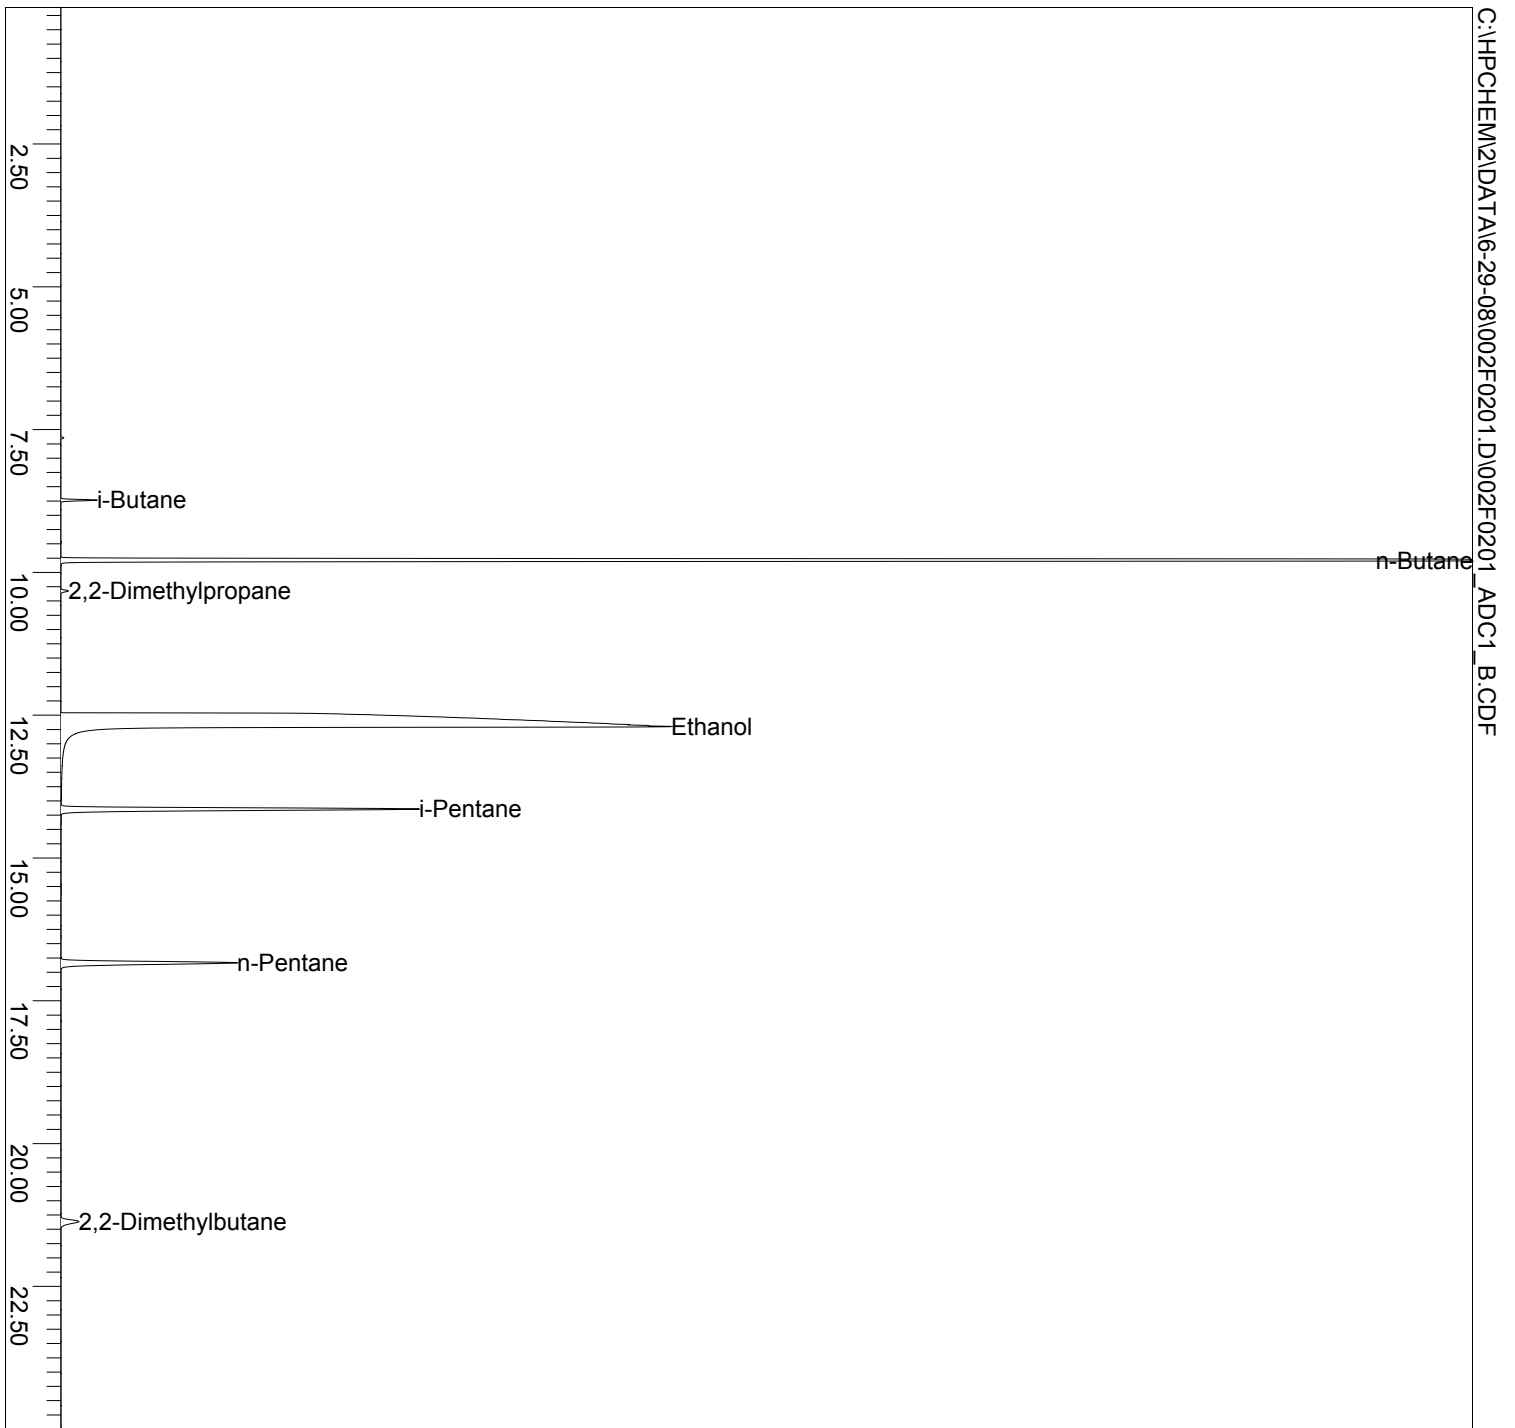 C:\HPCHEM\2\DATA\6-29-08\002F0201.D\002F0201_ADC1_B.CDF
2.50
5.00
7.50
i-Butane
n-Butane
10.00
2,2-Dimethylpropane
12.50
Ethanol
i-Pentane
15.00
n-Pentane
17.50
20.00
2,2-Dimethylbutane
22.50